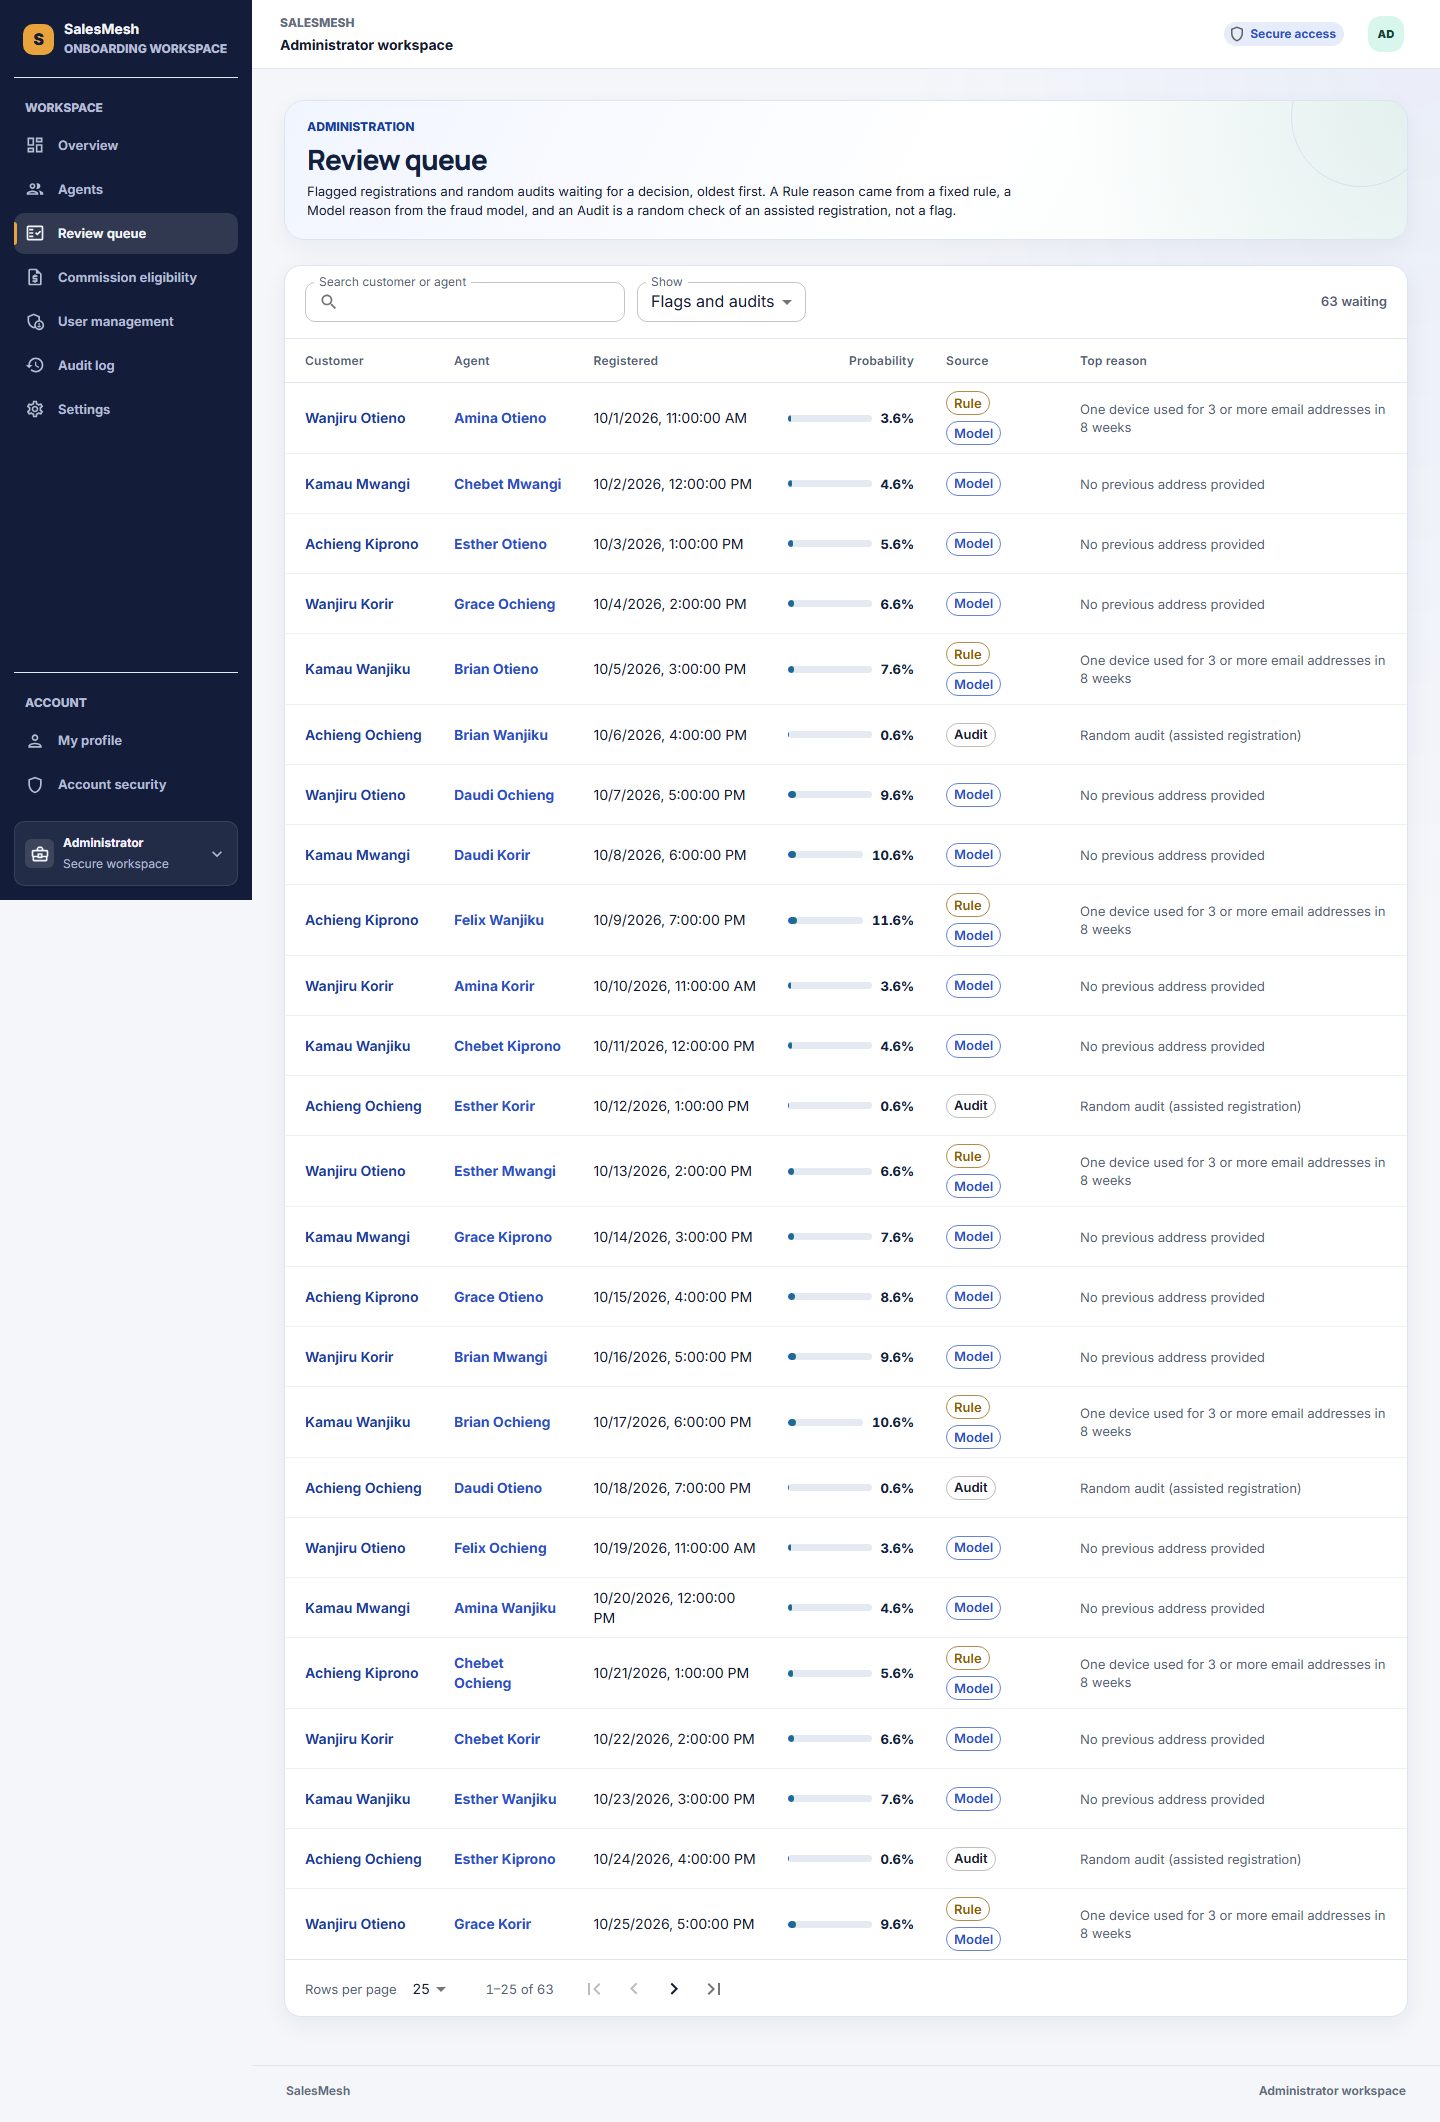 S
SalesMesh
ONBOARDING WORKSPACE
WORKSPACE
Overview
Agents
Review queue
Commission eligibility
User management
Audit log
Settings
ACCOUNT
My profile
Account security
Administrator
Secure workspace
SALESMESH
Administrator workspace
Secure access
AD
ADMINISTRATION
Review queue
Flagged registrations and random audits waiting for a decision, oldest first. A Rule reason came from a fixed rule, a
Model reason from the fraud model, and an Audit is a random check of an assisted registration, not a flag.
Search customer or agent
Show
Flags and audits
63 waiting
Customer Agent Registered Probability Source Top reason
Wanjiru Otieno Amina Otieno 10/1/2026, 11:00:00 AM 3.6% Rule Model One device used for 3 or more email addresses in
8 weeks
Kamau Mwangi Chebet Mwangi 10/2/2026, 12:00:00 PM 4.6% Model No previous address provided
Achieng Kiprono Esther Otieno 10/3/2026, 1:00:00 PM 5.6% Model No previous address provided
Wanjiru Korir Grace Ochieng 10/4/2026, 2:00:00 PM 6.6% Model No previous address provided
Kamau Wanjiku Brian Otieno 10/5/2026, 3:00:00 PM 7.6% Rule Model One device used for 3 or more email addresses in
8 weeks
Achieng Ochieng Brian Wanjiku 10/6/2026, 4:00:00 PM 0.6% Audit Random audit (assisted registration)
Wanjiru Otieno Daudi Ochieng 10/7/2026, 5:00:00 PM 9.6% Model No previous address provided
Kamau Mwangi Daudi Korir 10/8/2026, 6:00:00 PM 10.6% Model No previous address provided
Achieng Kiprono Felix Wanjiku 10/9/2026, 7:00:00 PM 11.6% Rule Model One device used for 3 or more email addresses in
8 weeks
Wanjiru Korir Amina Korir 10/10/2026, 11:00:00 AM 3.6% Model No previous address provided
Kamau Wanjiku Chebet Kiprono 10/11/2026, 12:00:00 PM 4.6% Model No previous address provided
Achieng Ochieng Esther Korir 10/12/2026, 1:00:00 PM 0.6% Audit Random audit (assisted registration)
Wanjiru Otieno Esther Mwangi 10/13/2026, 2:00:00 PM 6.6% Rule Model One device used for 3 or more email addresses in
8 weeks
Kamau Mwangi Grace Kiprono 10/14/2026, 3:00:00 PM 7.6% Model No previous address provided
Achieng Kiprono Grace Otieno 10/15/2026, 4:00:00 PM 8.6% Model No previous address provided
Wanjiru Korir Brian Mwangi 10/16/2026, 5:00:00 PM 9.6% Model No previous address provided
Kamau Wanjiku Brian Ochieng 10/17/2026, 6:00:00 PM 10.6% Rule Model One device used for 3 or more email addresses in
8 weeks
Achieng Ochieng Daudi Otieno 10/18/2026, 7:00:00 PM 0.6% Audit Random audit (assisted registration)
Wanjiru Otieno Felix Ochieng 10/19/2026, 11:00:00 AM 3.6% Model No previous address provided
Kamau Mwangi Amina Wanjiku 10/20/2026, 12:00:00
PM 4.6% Model No previous address provided
Achieng Kiprono Chebet
Ochieng 10/21/2026, 1:00:00 PM 5.6% Rule Model One device used for 3 or more email addresses in
8 weeks
Wanjiru Korir Chebet Korir 10/22/2026, 2:00:00 PM 6.6% Model No previous address provided
Kamau Wanjiku Esther Wanjiku 10/23/2026, 3:00:00 PM 7.6% Model No previous address provided
Achieng Ochieng Esther Kiprono 10/24/2026, 4:00:00 PM 0.6% Audit Random audit (assisted registration)
Wanjiru Otieno Grace Korir 10/25/2026, 5:00:00 PM 9.6% Rule Model One device used for 3 or more email addresses in
8 weeks
Rows per page 25 1–25 of 63
SalesMesh Administrator workspace